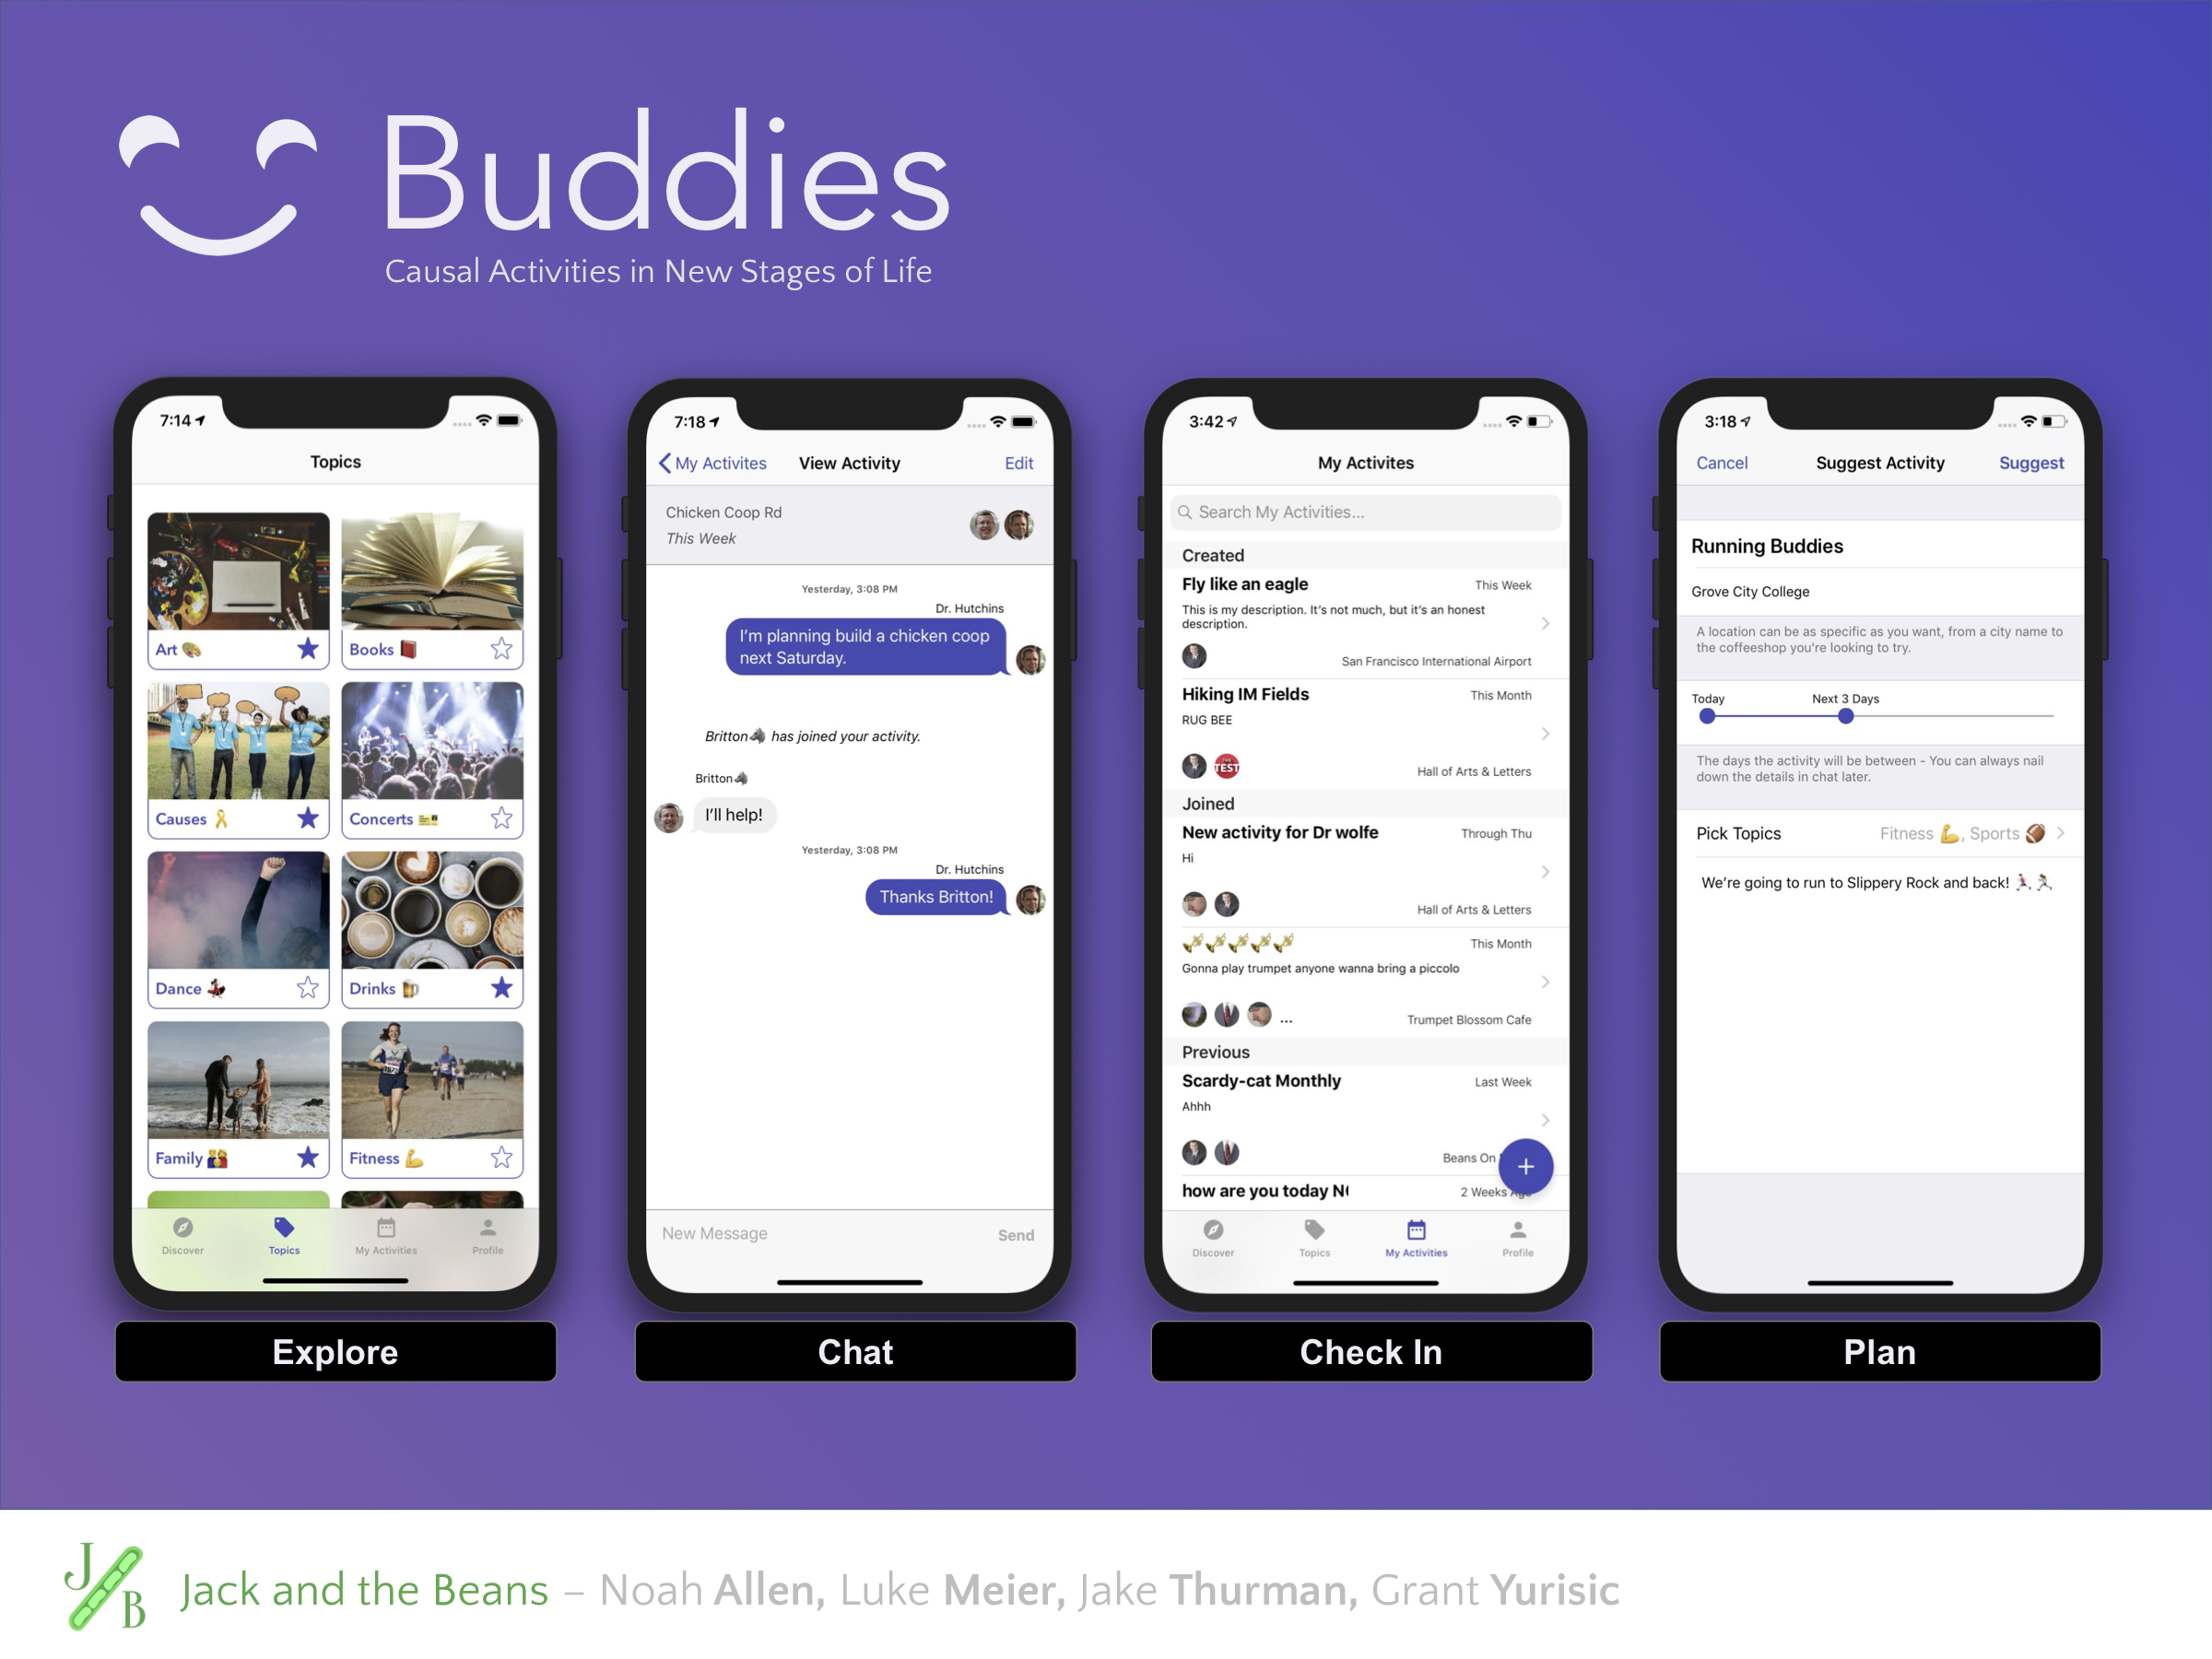 Buddies
Causal Activities in New Stages of Life
7:14
Topics
Art 🎨
Books 📕
Causes 🎗️
Concerts 🎫
Dance 💃
Drinks 🍺
Family 👪
Fitness 💪
Discover
Topics
My Activities
Profile
Explore
7:18
My Activites
View Activity
Edit
Chicken Coop Rd
This Week
Yesterday, 3:08 PM
Dr. Hutchins
I'm planning build a chicken coop
next Saturday.
Britton🐴 has joined your activity.
Britton🐴
I'll help!
Yesterday, 3:08 PM
Dr. Hutchins
Thanks Britton!
New Message
Send
Chat
3:42
My Activites
Search My Activities...
Created
Fly like an eagle
This Week
This is my description. It's not much, but it's an honest
description.
San Francisco International Airport
Hiking IM Fields
This Month
RUG BEE
TEST
Hall of Arts & Letters
Joined
New activity for Dr wolfe
Through Thu
Hi
Hall of Arts & Letters
🎺🎺🎺🎺🎺
This Month
Gonna play trumpet anyone wanna bring a piccolo
...
Trumpet Blossom Cafe
Previous
Scardy-cat Monthly
Last Week
Ahhh
Beans On
+
how are you today
2 Weeks Ago
Discover
Topics
My Activities
Profile
Check In
3:18
Cancel
Suggest Activity
Suggest
Running Buddies
Grove City College
A location can be as specific as you want, from a city name to
the coffeeshop you're looking to try.
Today
Next 3 Days
The days the activity will be between - You can always nail
down the details in chat later.
Pick Topics
Fitness 💪, Sports 🏈
We're going to run to Slippery Rock and back! 🏃‍♀️🏃
Plan
J B
Jack and the Beans – Noah Allen, Luke Meier, Jake Thurman, Grant Yurisic